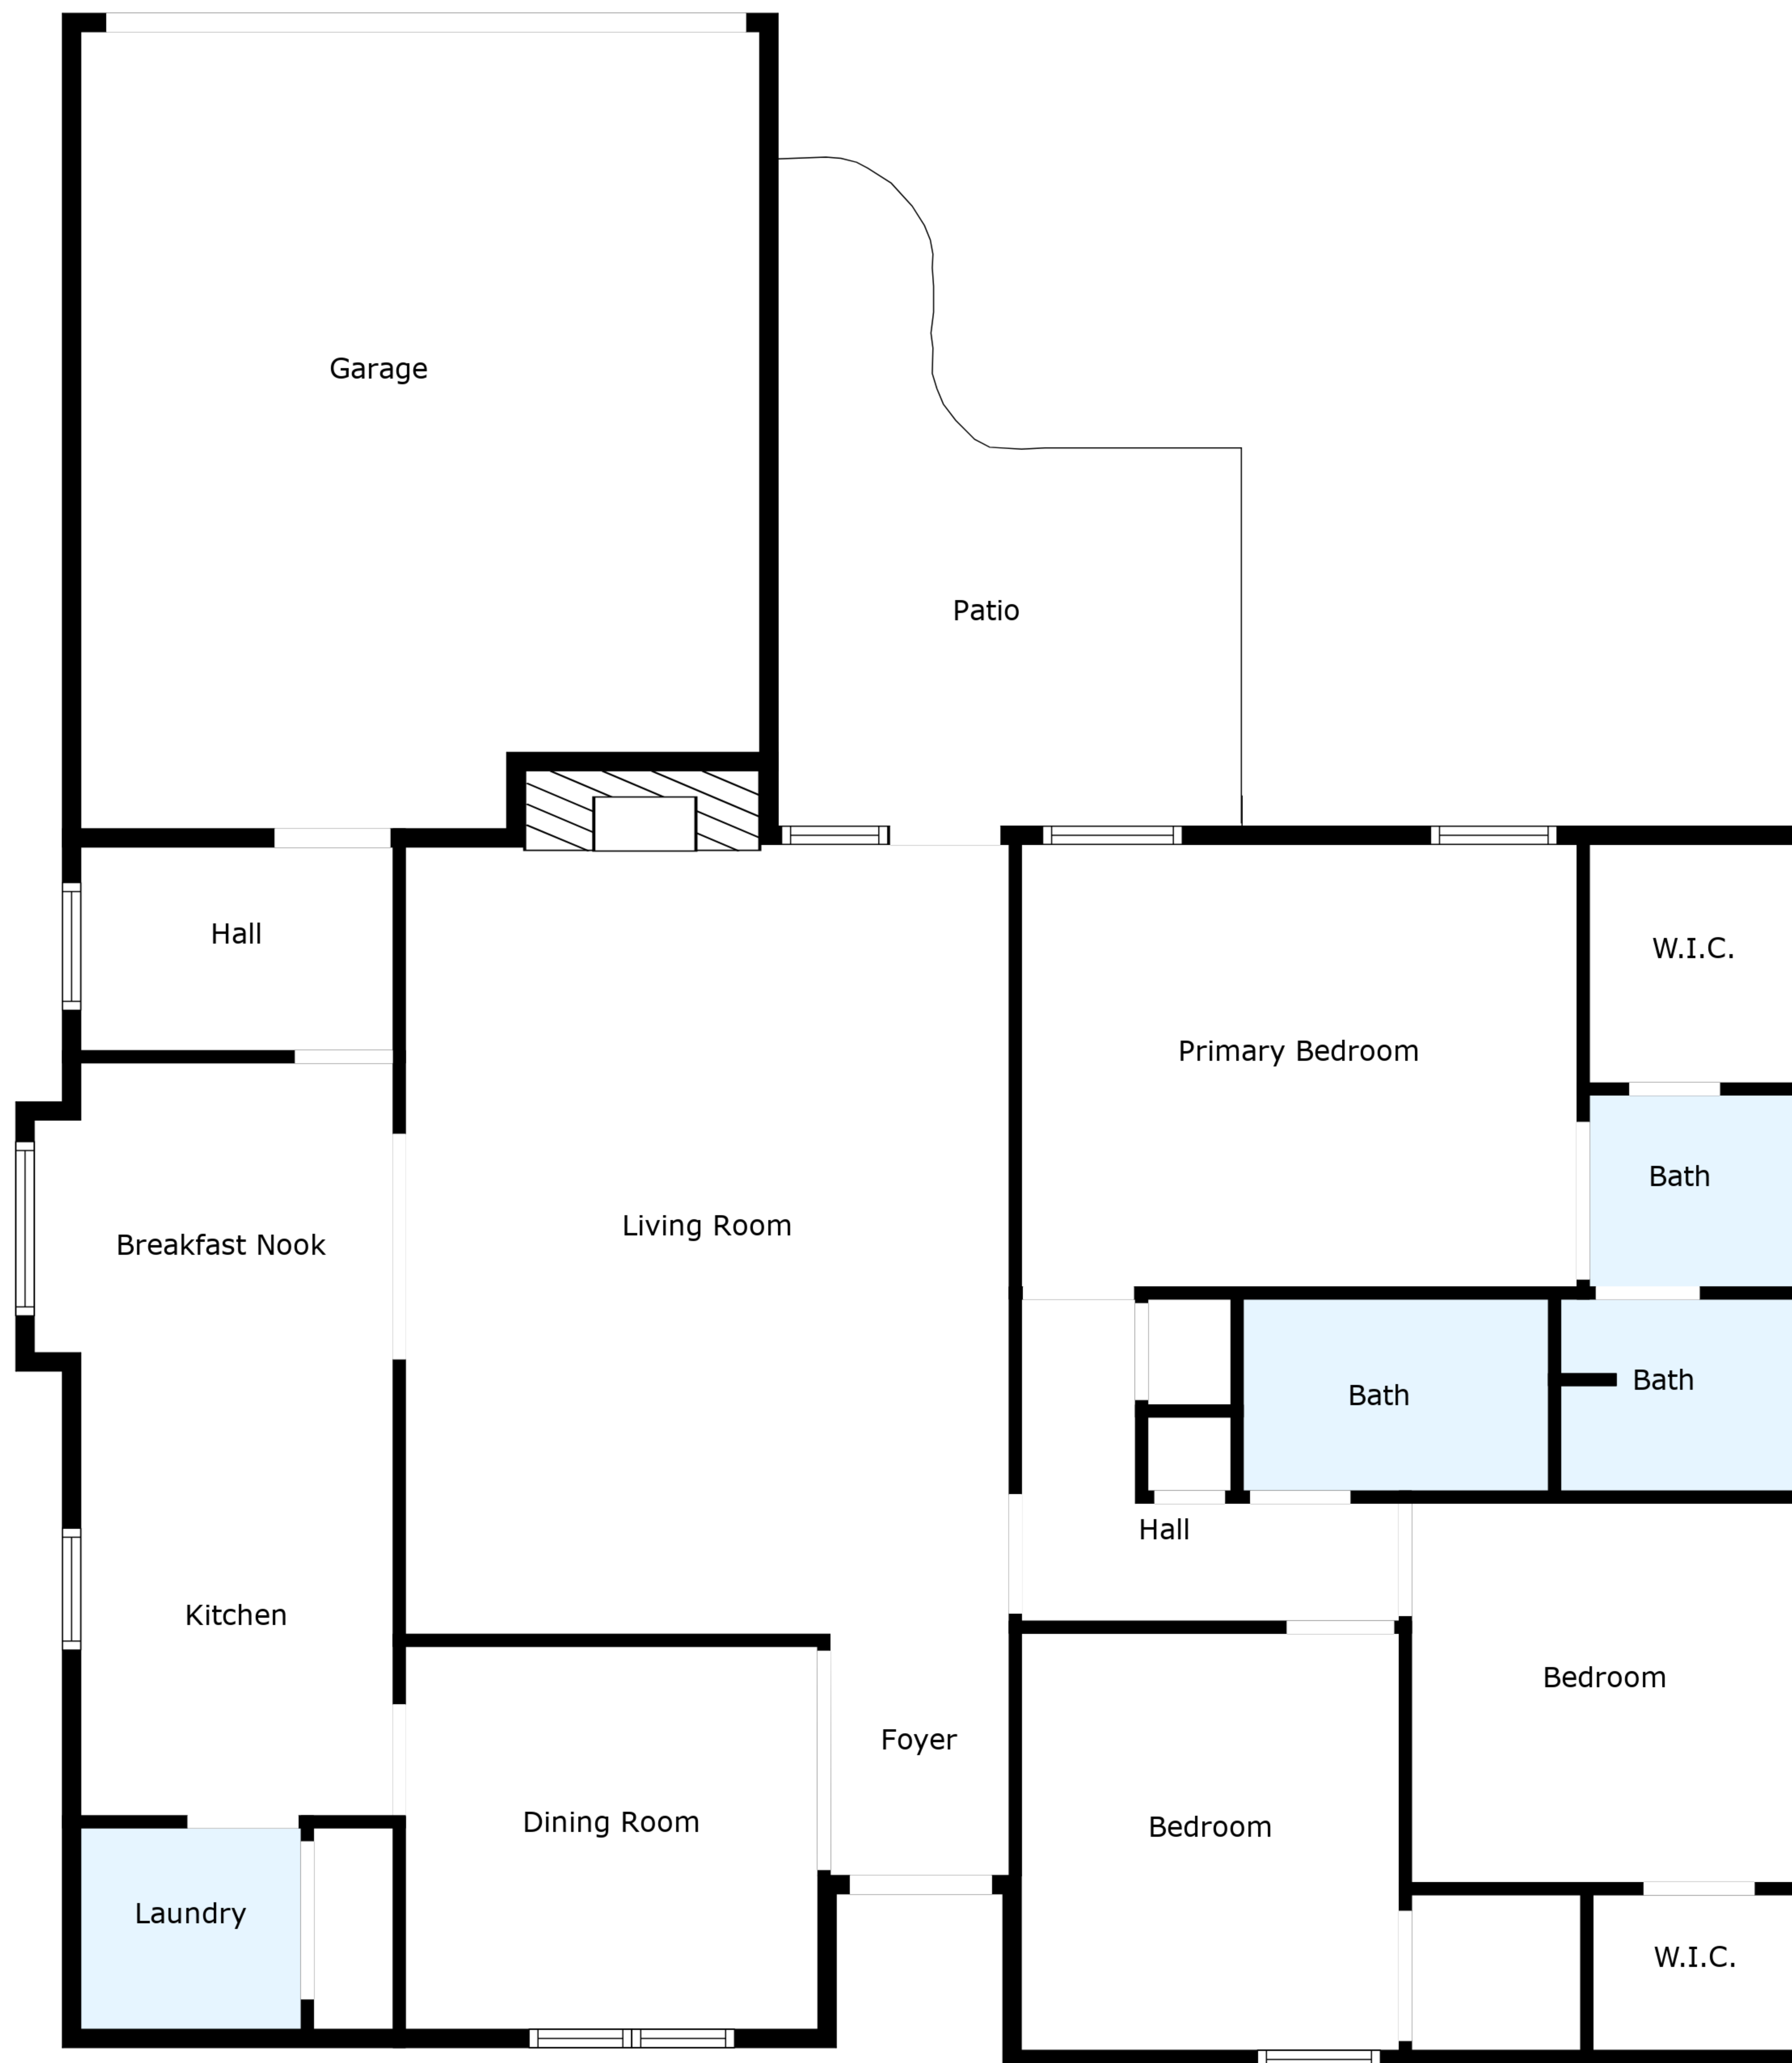 Garage
Patio
Hall
W.I.C.
Primary Bedroom
Bath
Living Room
Breakfast Nook
Bath
Bath
Hall
Kitchen
Bedroom
Foyer
Dining Room
Bedroom
Laundry
W.I.C.